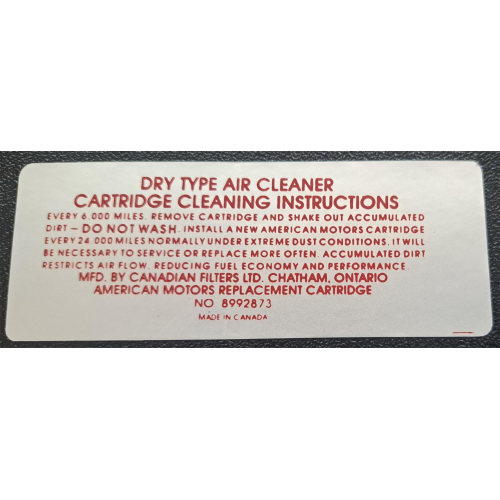 DRY TYPE AIR CLEANER
CARTRIDGE CLEANING INSTRUCTIONS
EVERY 6.000 MILES. REMOVE CARTRIDGE AND SHAKE OUT ACCUMULATED
DIRT – DO NOT WASH. INSTALL A NEW AMERICAN MOTORS CARTRIDGE
EVERY 24.000 MILES NORMALLY UNDER EXTREME DUST CONDITIONS. IT WILL
BE NECESSARY TO SERVICE OR REPLACE MORE OFTEN. ACCUMULATED DIRT
RESTRICTS AIR FLOW. REDUCING FUEL ECONOMY AND PERFORMANCE.
MFD. BY CANADIAN FILTERS LTD. CHATHAM, ONTARIO
AMERICAN MOTORS REPLACEMENT CARTRIDGE
NO 8992873
MADE IN CANADA